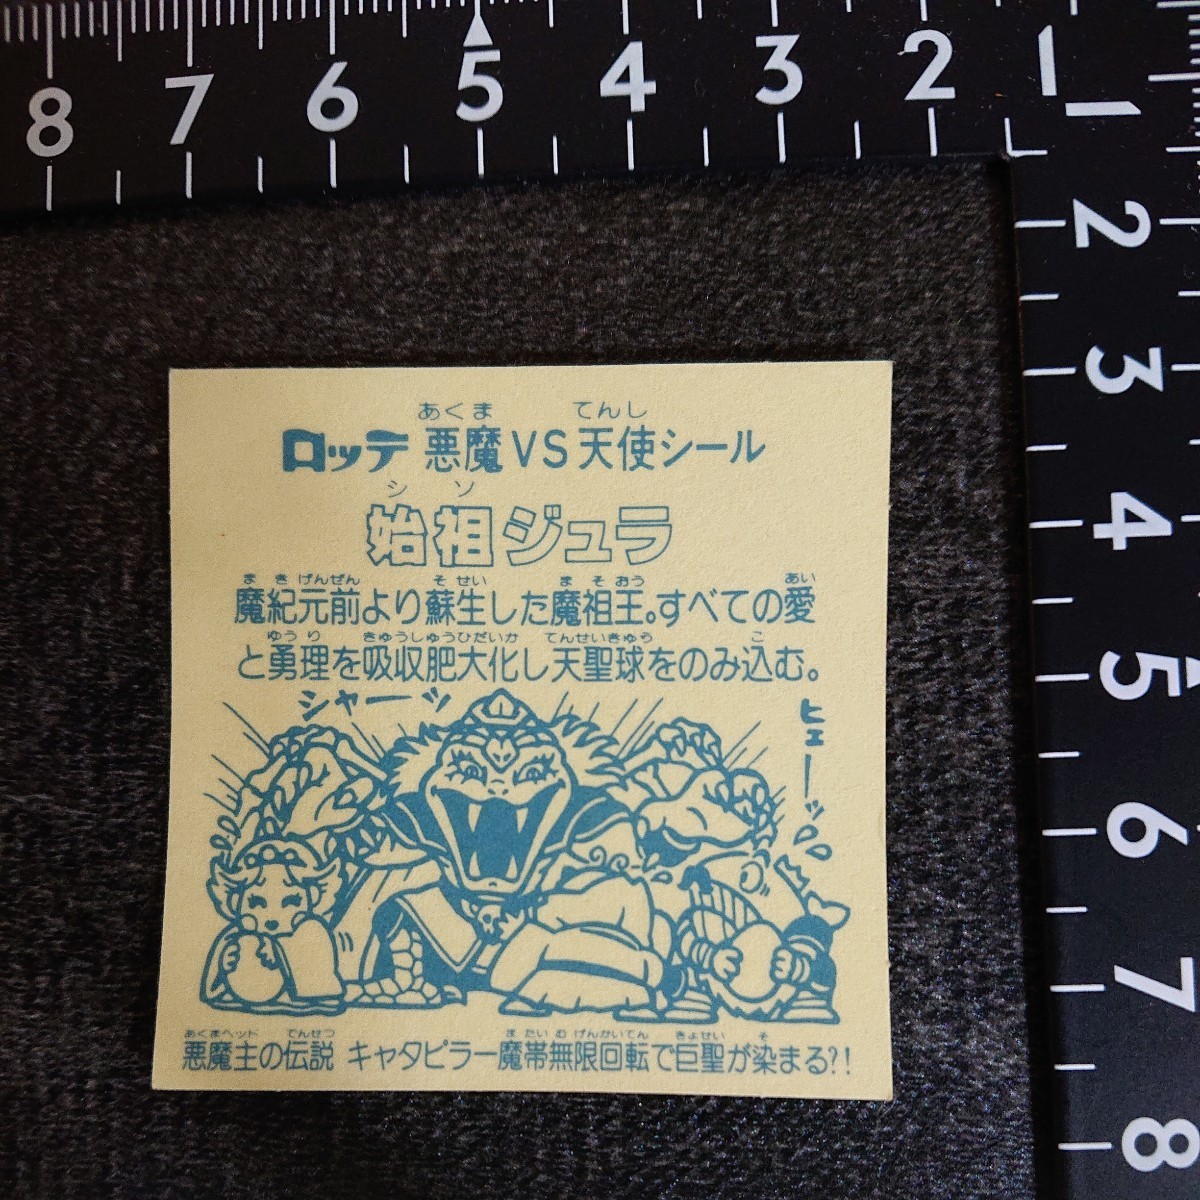 8 7 6 5 4 3 2 1
1
2
3
4
5
6
7
8
あくま てんし
ロッテ 悪魔VS天使シール
シ ソ
始祖ジュラ
ま き げんぜん そ せい ま そ おう あい
魔紀元前より蘇生した魔祖王。すべての愛
ゆう り きゅうしゅうひだいか てんせいきゅう こ
と勇理を吸収肥大化し天聖球をのみ込む。
シャーッ
ヒェーッ
あくまヘッド でんせつ ま たい む げんかいてん きょせい そ
悪魔主の伝説 キャタピラー魔帯無限回転で巨聖が染まる?!